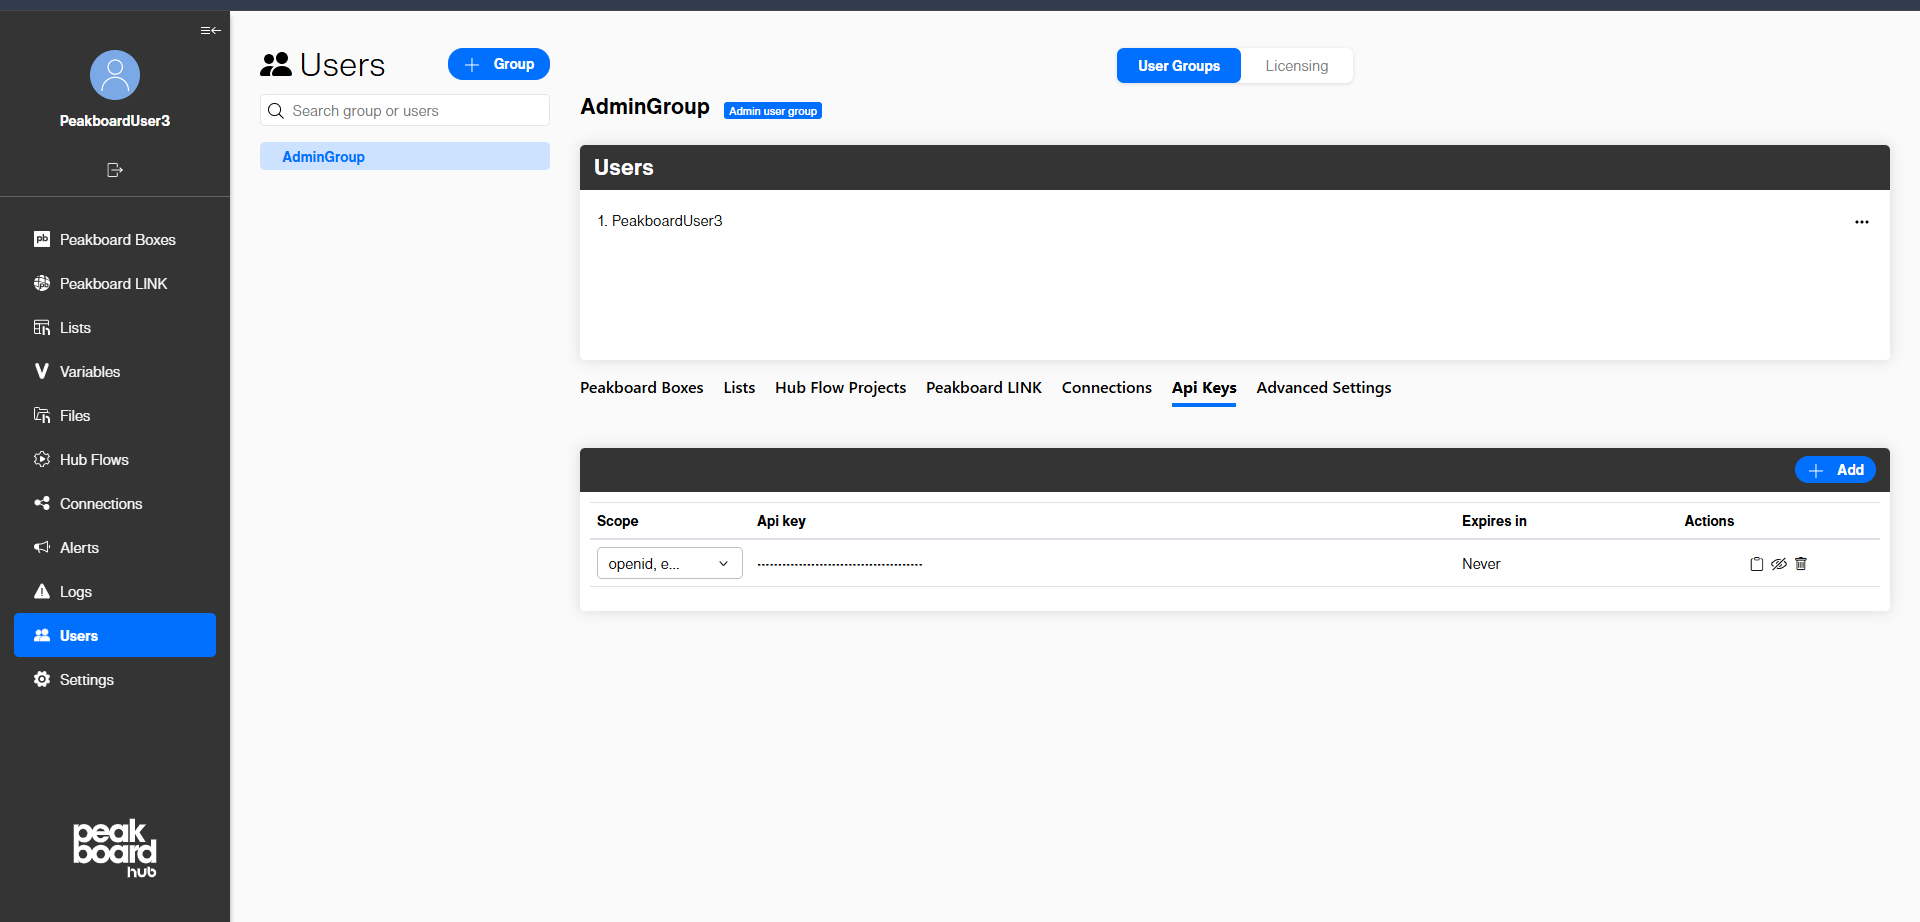 PeakboardUser3
pb Peakboard Boxes
Peakboard LINK
Lists
Variables
Files
Hub Flows
Connections
Alerts
Logs
Users
Settings
peak
board
hub
Users
Group
Search group or users
AdminGroup
User Groups
Licensing
AdminGroup Admin user group
Users
1. PeakboardUser3
Peakboard Boxes Lists Hub Flow Projects Peakboard LINK Connections Api Keys Advanced Settings
Add
Scope Api key Expires in Actions
openid, e... Never